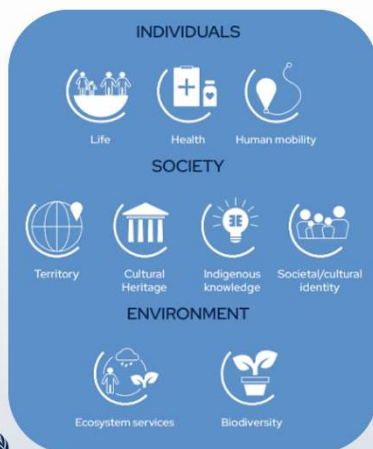 INDIVIDUALS
Life Health Human mobility
SOCIETY
Territory Cultural Heritage Indigenous knowledge Societal/cultural identity
ENVIRONMENT
Ecosystem services Biodiversity